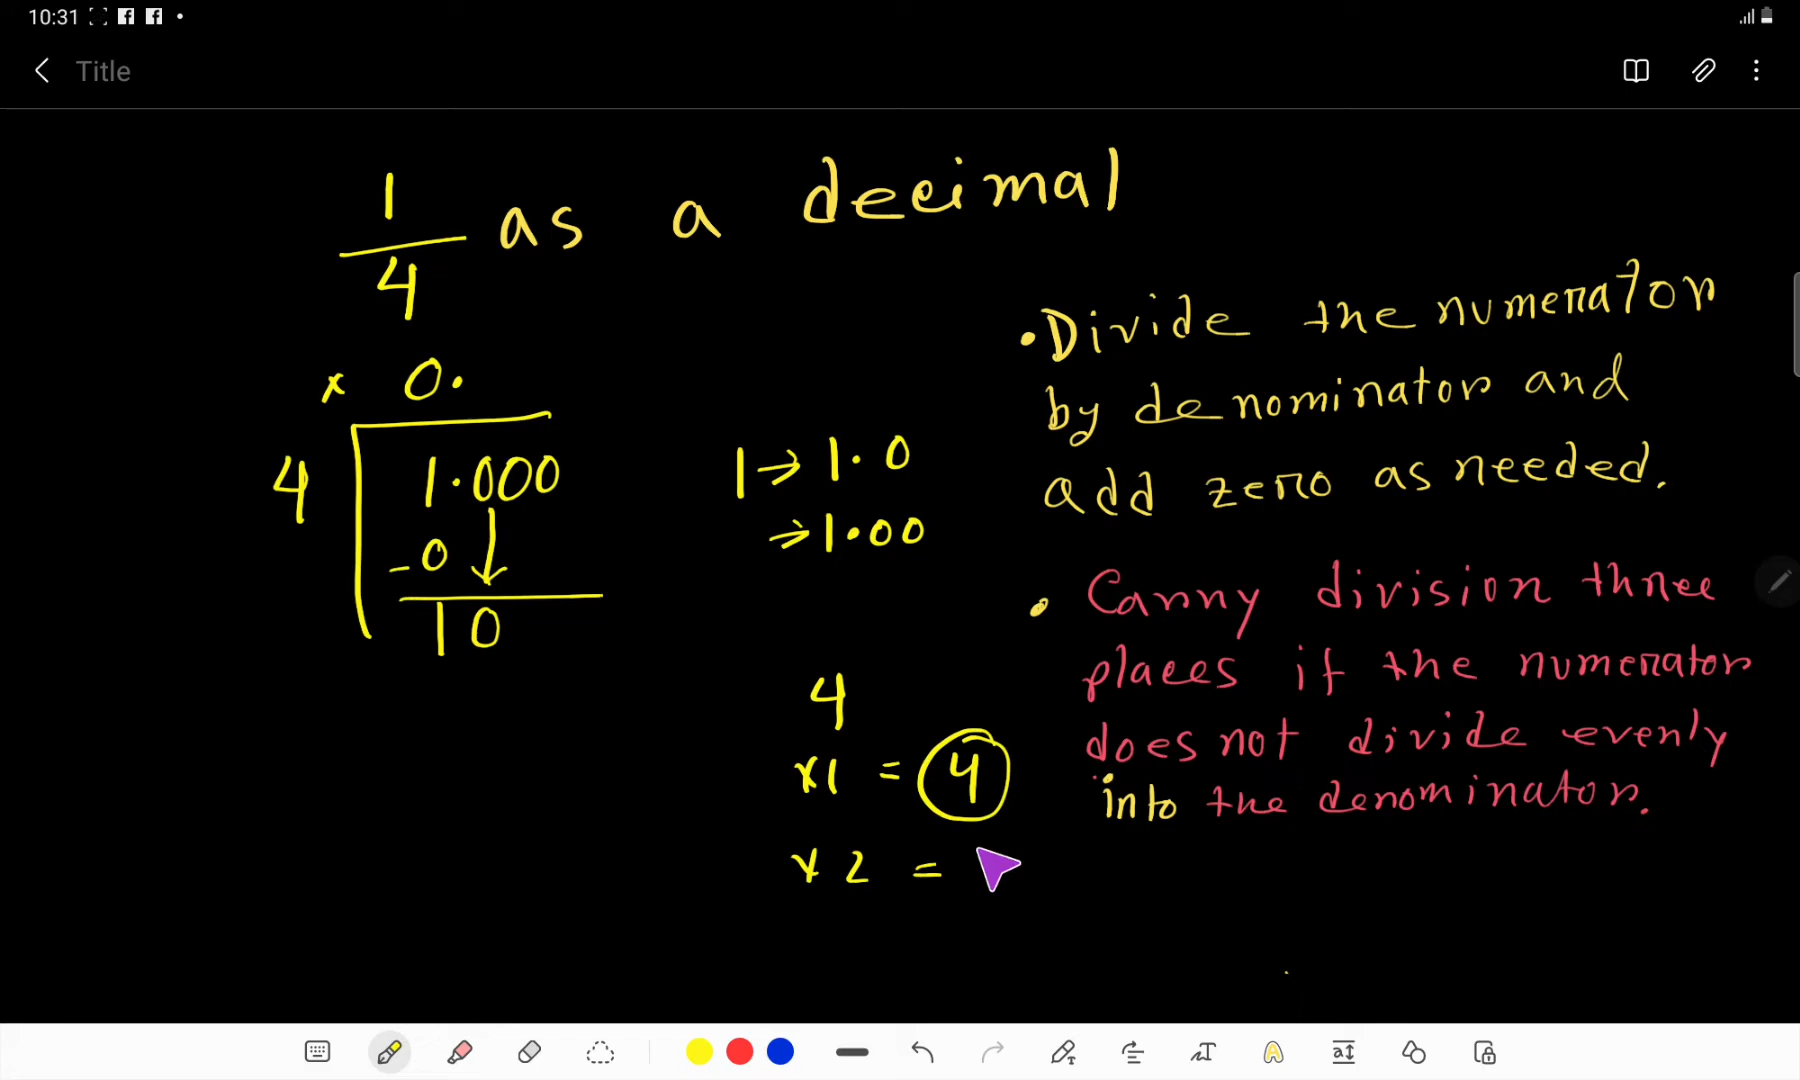 10:31
Title
1/4 as a decimal
× 0.
4 1.000
-0
10
1 → 1.0
→ 1.00
4
×1 = 4
×2 =
• Divide the numerator
by denominator and
add zero as needed.
• Carry division three
places if the numerator
does not divide evenly
into the denominator.